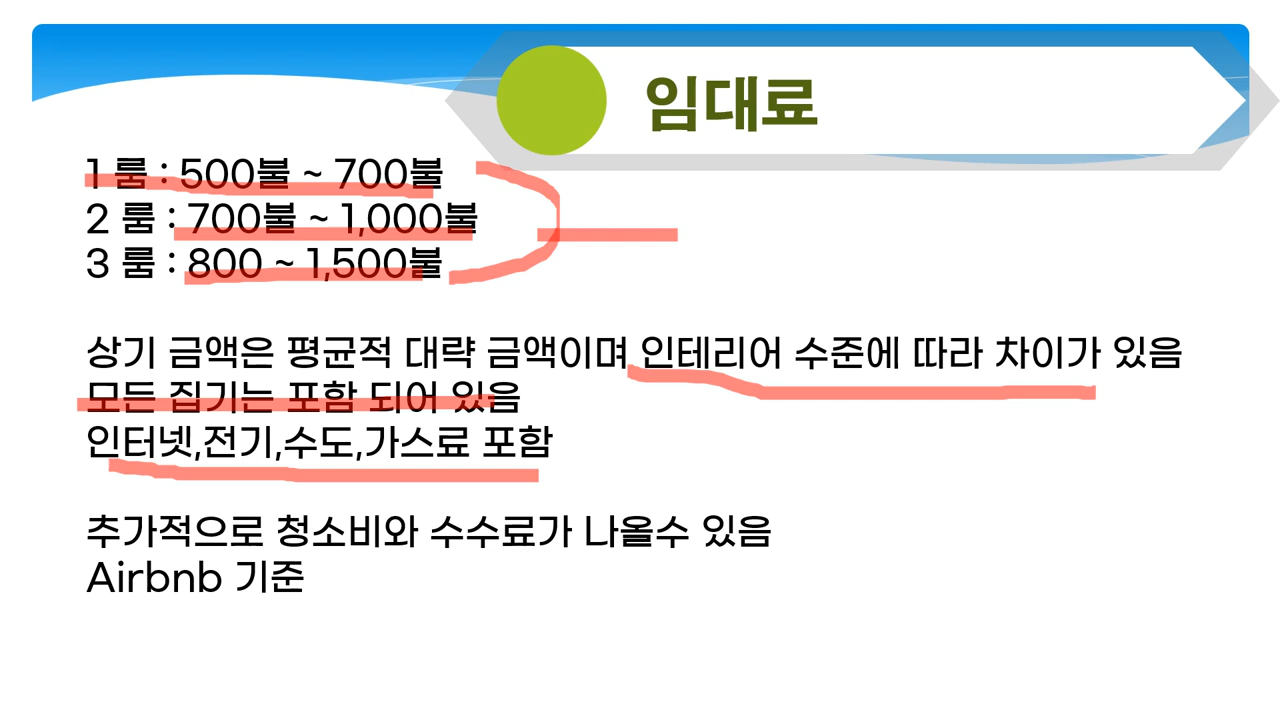 임대료
1 룸 : 500불 ~ 700불
2 룸 : 700불 ~ 1,000불
3 룸 : 800 ~ 1,500불
상기 금액은 평균적 대략 금액이며 인테리어 수준에 따라 차이가 있음
모든 집기는 포함 되어 있음
인터넷,전기,수도,가스료 포함
추가적으로 청소비와 수수료가 나올수 있음
Airbnb 기준